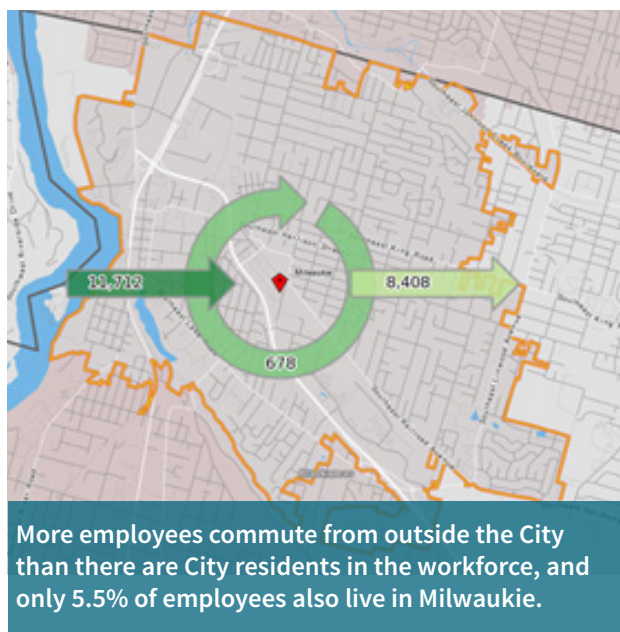 Milwaukie
11,712
8,408
678
More employees commute from outside the City
than there are City residents in the workforce, and
only 5.5% of employees also live in Milwaukie.